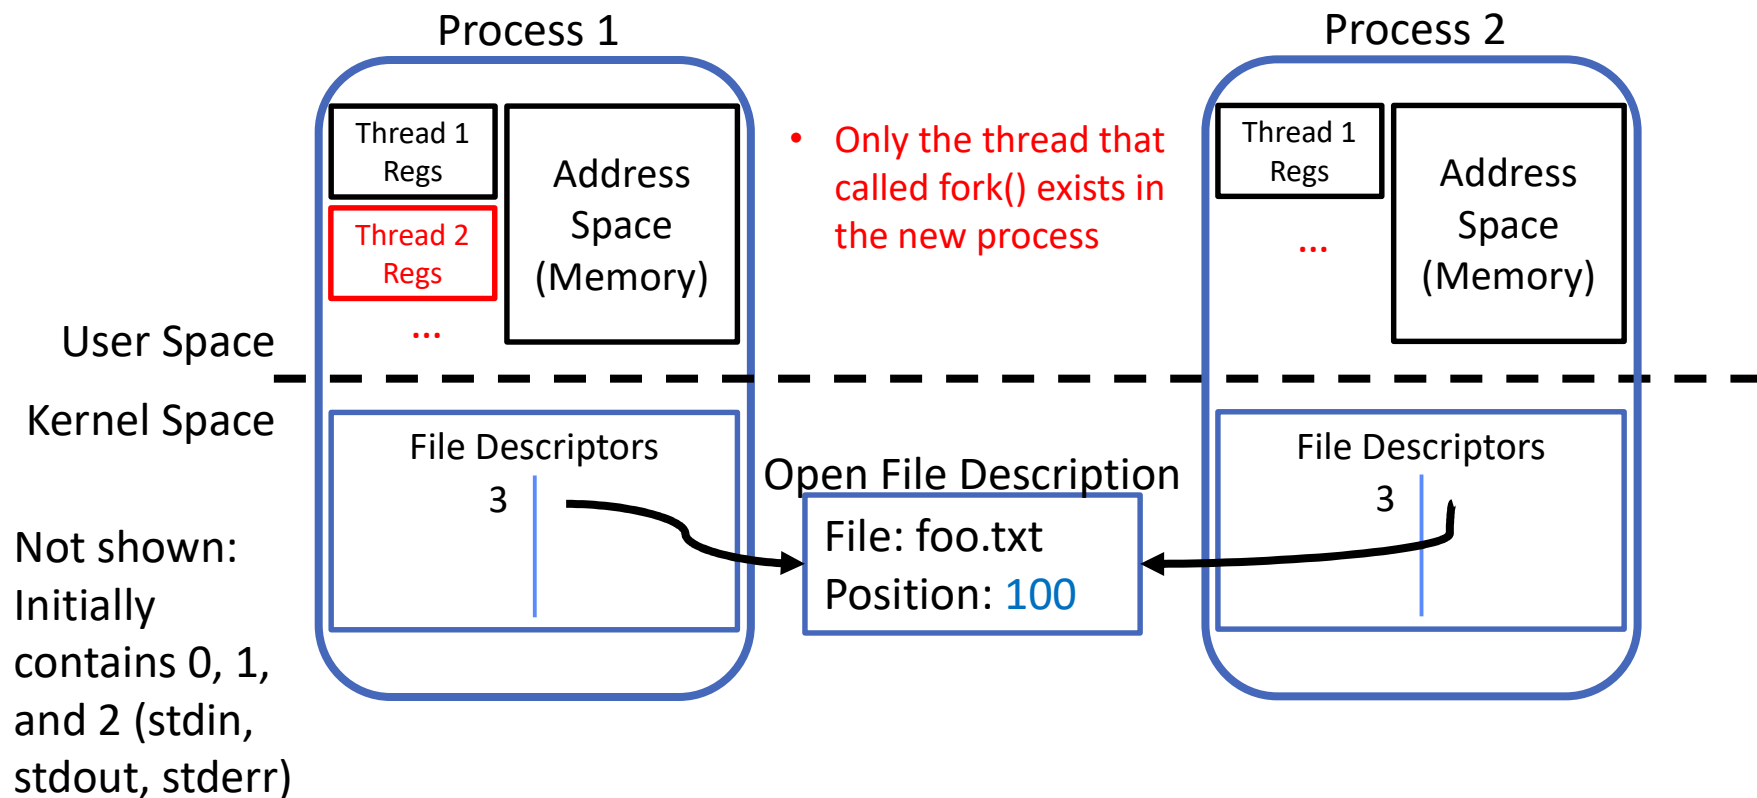 Process 1
Process 2
Thread 1
Regs
Thread 2
Regs
...
Address
Space
(Memory)
• Only the thread that
called fork() exists in
the new process
Thread 1
Regs
...
Address
Space
(Memory)
User Space
Kernel Space
File Descriptors
3
Open File Description
File: foo.txt
Position: 100
File Descriptors
3
Not shown:
Initially
contains 0, 1,
and 2 (stdin,
stdout, stderr)